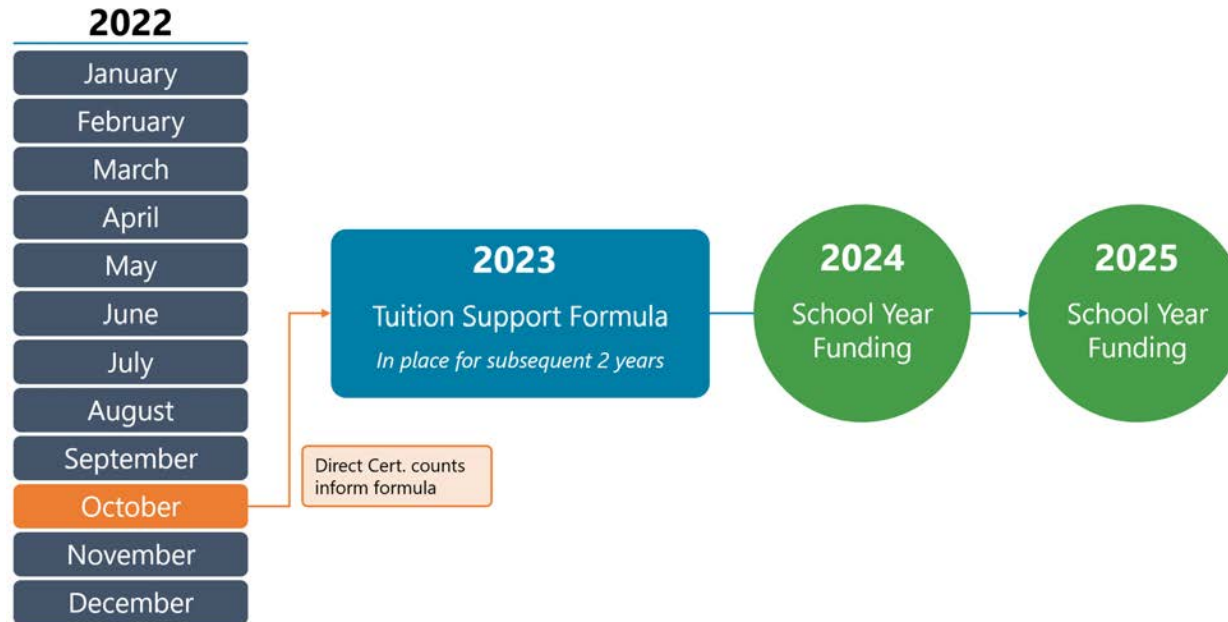 2022
January
February
March
April
May
June
July
August
September
October
November
December
Direct Cert. counts
inform formula
2023
Tuition Support Formula
In place for subsequent 2 years
2024
School Year
Funding
2025
School Year
Funding